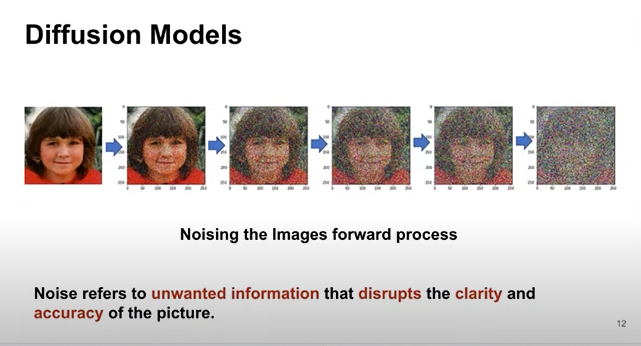 Diffusion Models
Noising the Images forward process
Noise refers to unwanted information that disrupts the clarity and
accuracy of the picture.
12